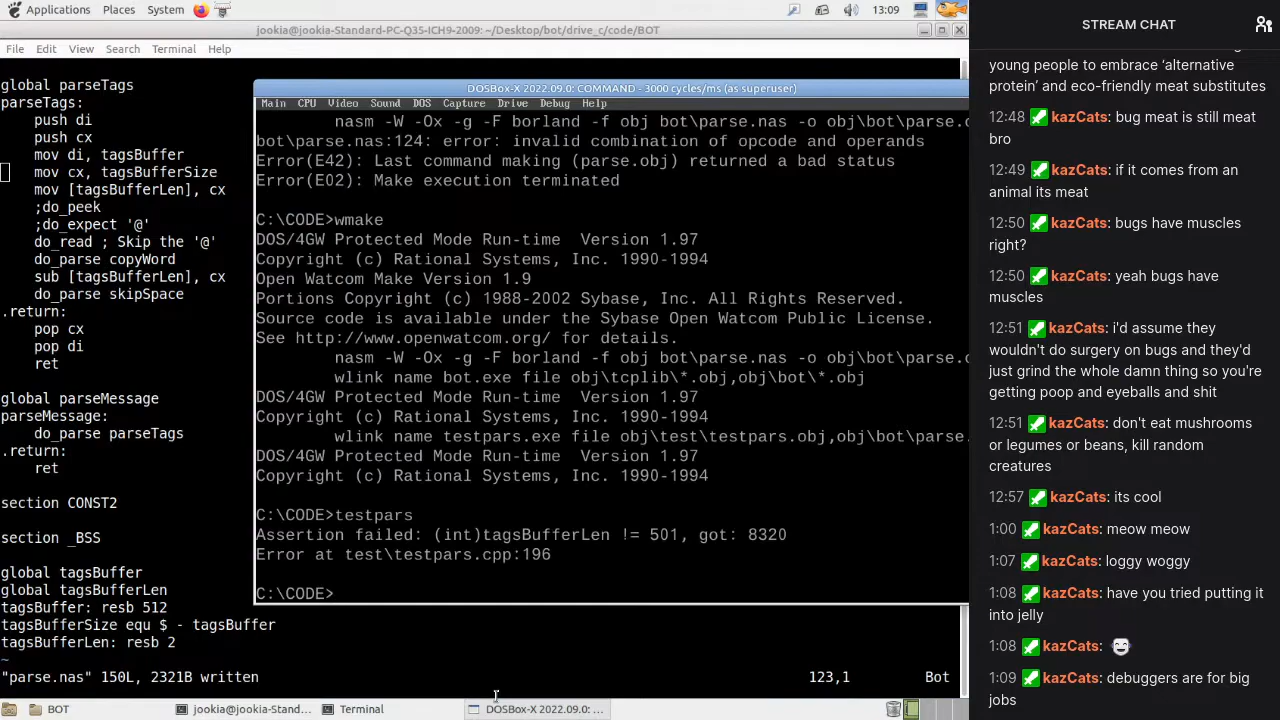 Applications Places System 13:09
jookia@jookia-Standard-PC-Q35-ICH9-2009: ~/Desktop/bot/drive_c/code/BOT
File Edit View Search Terminal Help
global parseTags
parseTags:
push di
push cx
mov di, tagsBuffer
mov cx, tagsBufferSize
mov [tagsBufferLen], cx
;do_peek
;do_expect '@'
do_read ; Skip the '@'
do_parse copyWord
sub [tagsBufferLen], cx
do_parse skipSpace
.return:
pop cx
pop di
ret
global parseMessage
parseMessage:
do_parse parseTags
.return:
ret
section CONST2
section _BSS
global tagsBuffer
global tagsBufferLen
tagsBuffer: resb 512
tagsBufferSize equ $ - tagsBuffer
tagsBufferLen: resb 2
~
"parse.nas" 150L, 2321B written 123,1 Bot
DOSBox-X 2022.09.0: COMMAND - 3000 cycles/ms (as superuser)
Main CPU Video Sound DOS Capture Drive Debug Help
nasm -W -Ox -g -F borland -f obj bot\parse.nas -o obj\bot\parse.o
bot\parse.nas:124: error: invalid combination of opcode and operands
Error(E42): Last command making (parse.obj) returned a bad status
Error(E02): Make execution terminated
C:\CODE>wmake
DOS/4GW Protected Mode Run-time Version 1.97
Copyright (c) Rational Systems, Inc. 1990-1994
Open Watcom Make Version 1.9
Portions Copyright (c) 1988-2002 Sybase, Inc. All Rights Reserved.
Source code is available under the Sybase Open Watcom Public License.
See http://www.openwatcom.org/ for details.
nasm -W -Ox -g -F borland -f obj bot\parse.nas -o obj\bot\parse.o
wlink name bot.exe file obj\tcplib\*.obj,obj\bot\*.obj
DOS/4GW Protected Mode Run-time Version 1.97
Copyright (c) Rational Systems, Inc. 1990-1994
wlink name testpars.exe file obj\test\testpars.obj,obj\bot\parse.
DOS/4GW Protected Mode Run-time Version 1.97
Copyright (c) Rational Systems, Inc. 1990-1994
C:\CODE>testpars
Assertion failed: (int)tagsBufferLen != 501, got: 8320
Error at test\testpars.cpp:196
C:\CODE>
BOT jookia@jookia-Stand... Terminal DOSBox-X 2022.09.0: ...
STREAM CHAT
young people to embrace 'alternative
protein' and eco-friendly meat substitutes
12:48 kazCats: bug meat is still meat
bro
12:49 kazCats: if it comes from an
animal its meat
12:50 kazCats: bugs have muscles
right?
12:50 kazCats: yeah bugs have
muscles
12:51 kazCats: i'd assume they
wouldn't do surgery on bugs and they'd
just grind the whole damn thing so you're
getting poop and eyeballs and shit
12:51 kazCats: don't eat mushrooms
or legumes or beans, kill random
creatures
12:57 kazCats: its cool
1:00 kazCats: meow meow
1:07 kazCats: loggy woggy
1:08 kazCats: have you tried putting it
into jelly
1:08 kazCats:
1:09 kazCats: debuggers are for big
jobs